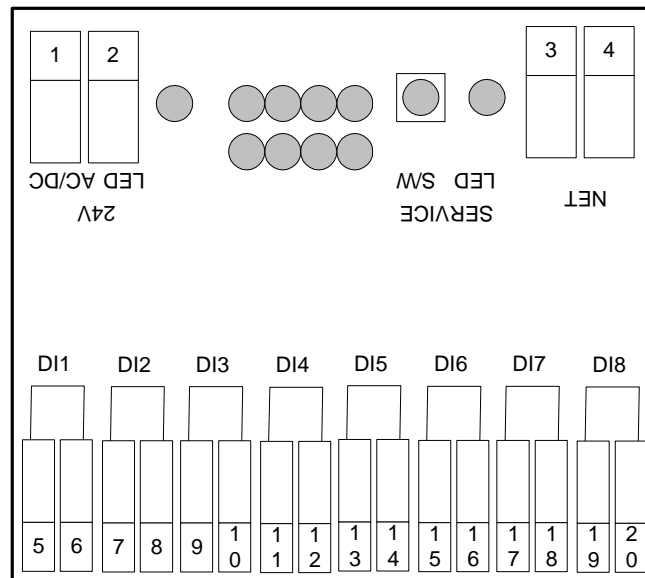 1 2 3 4
LED AC/DC
24V
LED S/W
SERVICE
NET
DI1 DI2 DI3 DI4 DI5 DI6 DI7 DI8
5 6 7 8 9 10 11 12 13 14 15 16 17 18 19 20